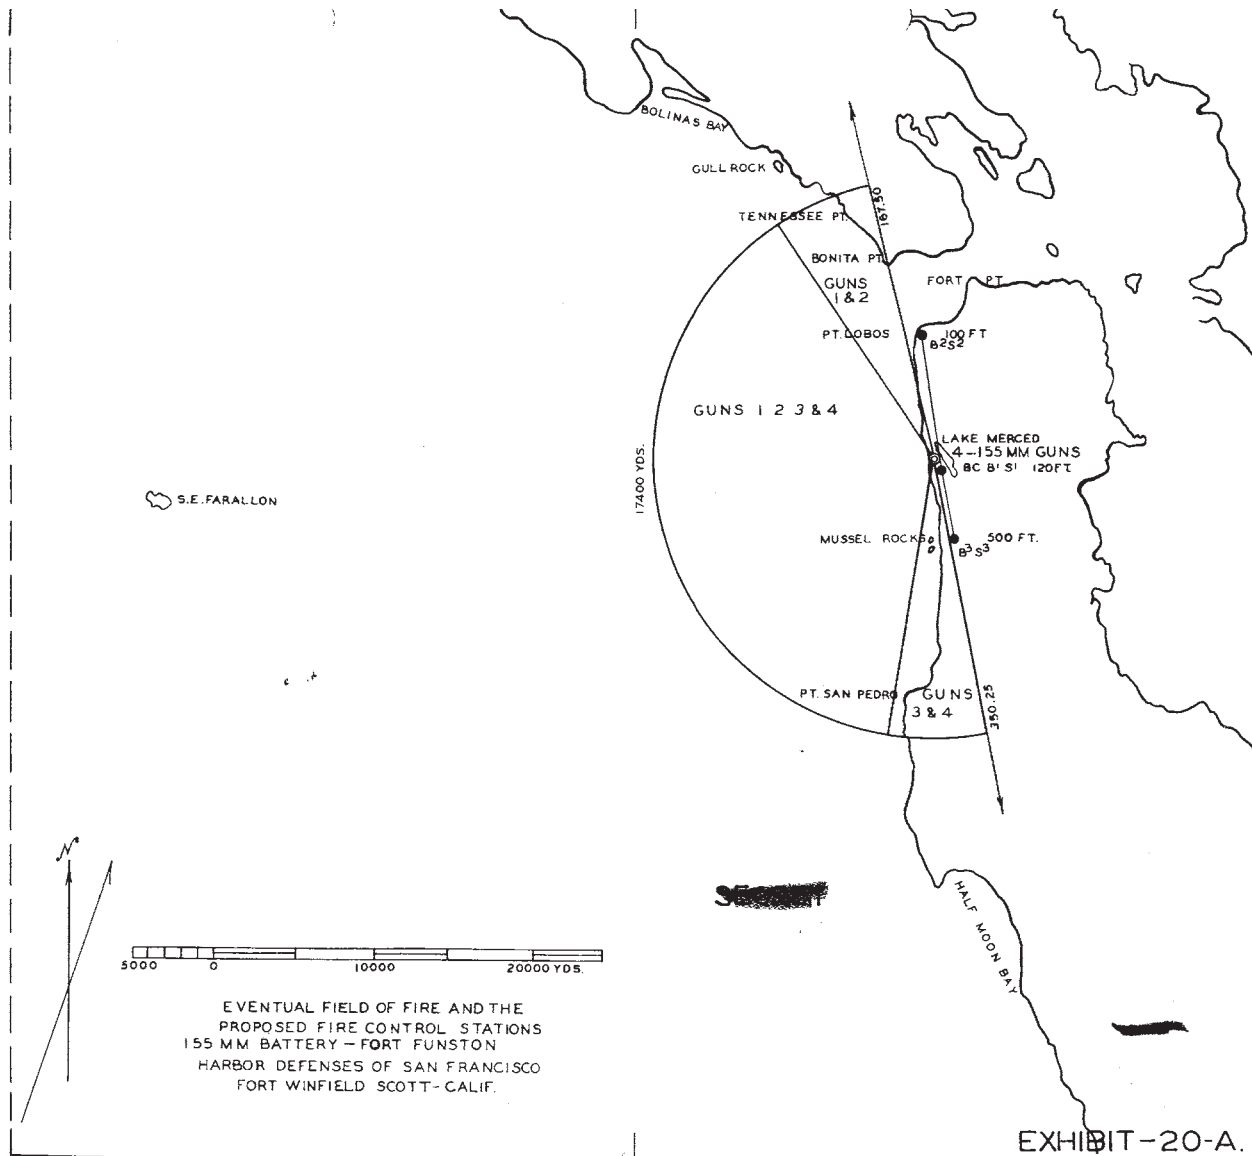 BOLINAS BAY
GULL ROCK
167.50
TENNESSEE PT.
BONITA PT.
GUNS
1 & 2
FORT PT.
PT. LOBOS
100 FT
B²S²
GUNS 1 2 3 & 4
LAKE MERCED
4-155 MM GUNS
BC B¹ S¹ 120 FT.
17400 YDS.
S.E. FARALLON
MUSSEL ROCKS
500 FT.
B³ S³
PT. SAN PEDRO
GUNS
3 & 4
350.25
N
HALF MOON BAY
5000 0 10000 20000 YDS.
EVENTUAL FIELD OF FIRE AND THE
PROPOSED FIRE CONTROL STATIONS
155 MM BATTERY - FORT FUNSTON
HARBOR DEFENSES OF SAN FRANCISCO
FORT WINFIELD SCOTT - CALIF.
EXHIBIT-20-A.